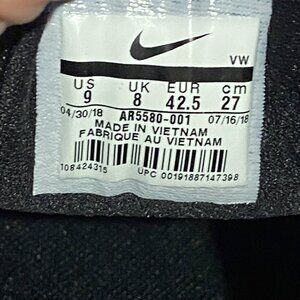 VW
US UK EUR cm
9 8 42.5 27
04/30/18 AR5580-001 07/16/18
MADE IN VIETNAM
FABRIQUE AU VIETNAM
108424315 UPC 00191887147398